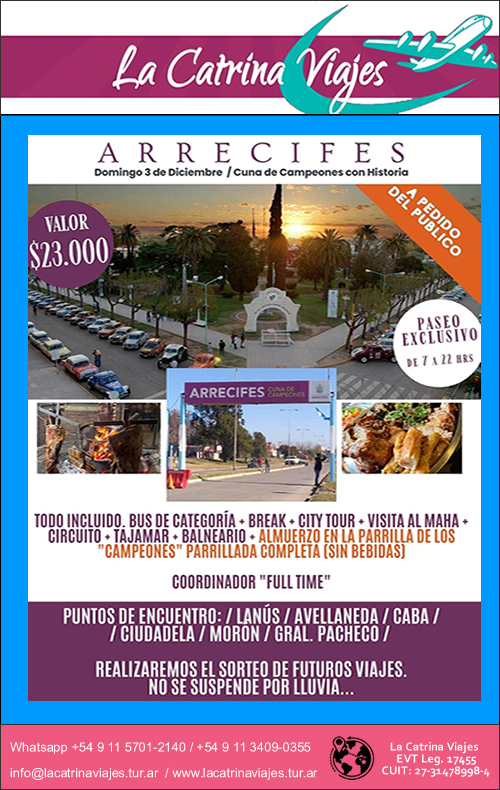 La Catrina Viajes
ARRECIFES
Domingo 3 de Diciembre / Cuna de Campeones con Historia
A PEDIDO
DEL PUBLICO
VALOR
$23.000
PASEO
EXCLUSIVO
DE 7 A 22 HRS
ARRECIFES CUNA DE
CAMPEONES
TODO INCLUIDO. BUS DE CATEGORÍA + BREAK + CITY TOUR + VISITA AL MAHA +
CIRCUITO + TAJAMAR + BALNEARIO + ALMUERZO EN LA PARRILLA DE LOS
"CAMPEONES" PARRILLADA COMPLETA (SIN BEBIDAS)
COORDINADOR "FULL TIME"
PUNTOS DE ENCUENTRO: / LANÚS / AVELLANEDA / CABA /
/ CIUDADELA / MORÓN / GRAL. PACHECO /
REALIZAREMOS EL SORTEO DE FUTUROS VIAJES.
NO SE SUSPENDE POR LLUVIA...
Whatsapp +54 9 11 5701-2140 / +54 9 11 3409-0355
info@lacatrinaviajes.tur.ar / www.lacatrinaviajes.tur.ar
La Catrina Viajes
EVT Leg. 17455
CUIT: 27-31478998-4